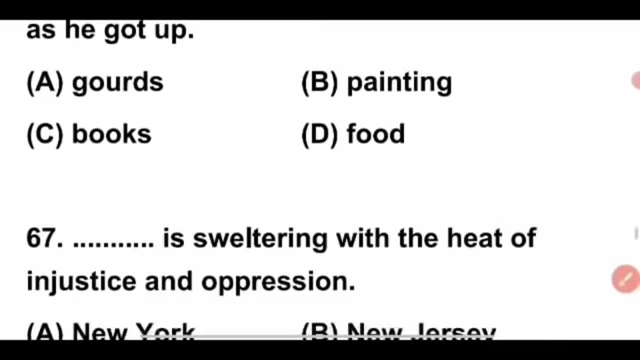 as he got up.
(A) gourds (B) painting
(C) books (D) food
67. ........... is sweltering with the heat of
injustice and oppression.
(A) New York (B) New Jersey